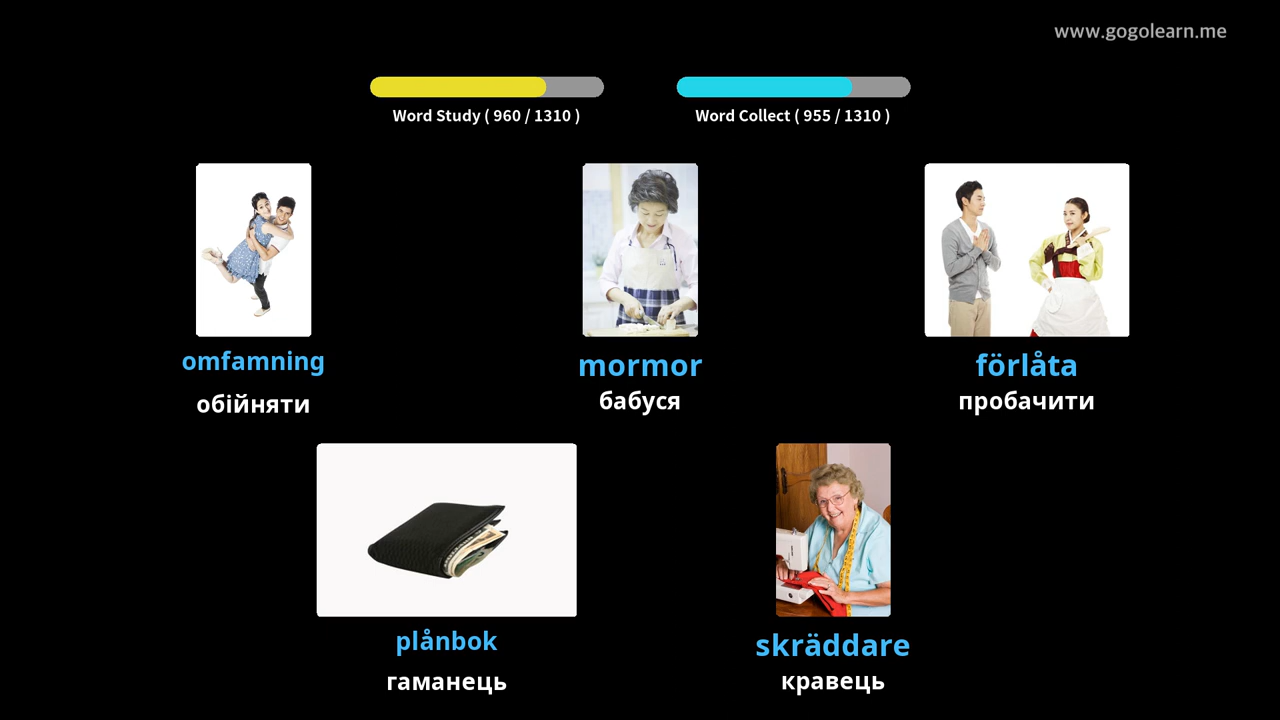 www.gogolearn.me
Word Study ( 960 / 1310 )
Word Collect ( 955 / 1310 )
omfamning
обійняти
mormor
бабуся
förlåta
пробачити
plånbok
гаманець
skräddare
кравець